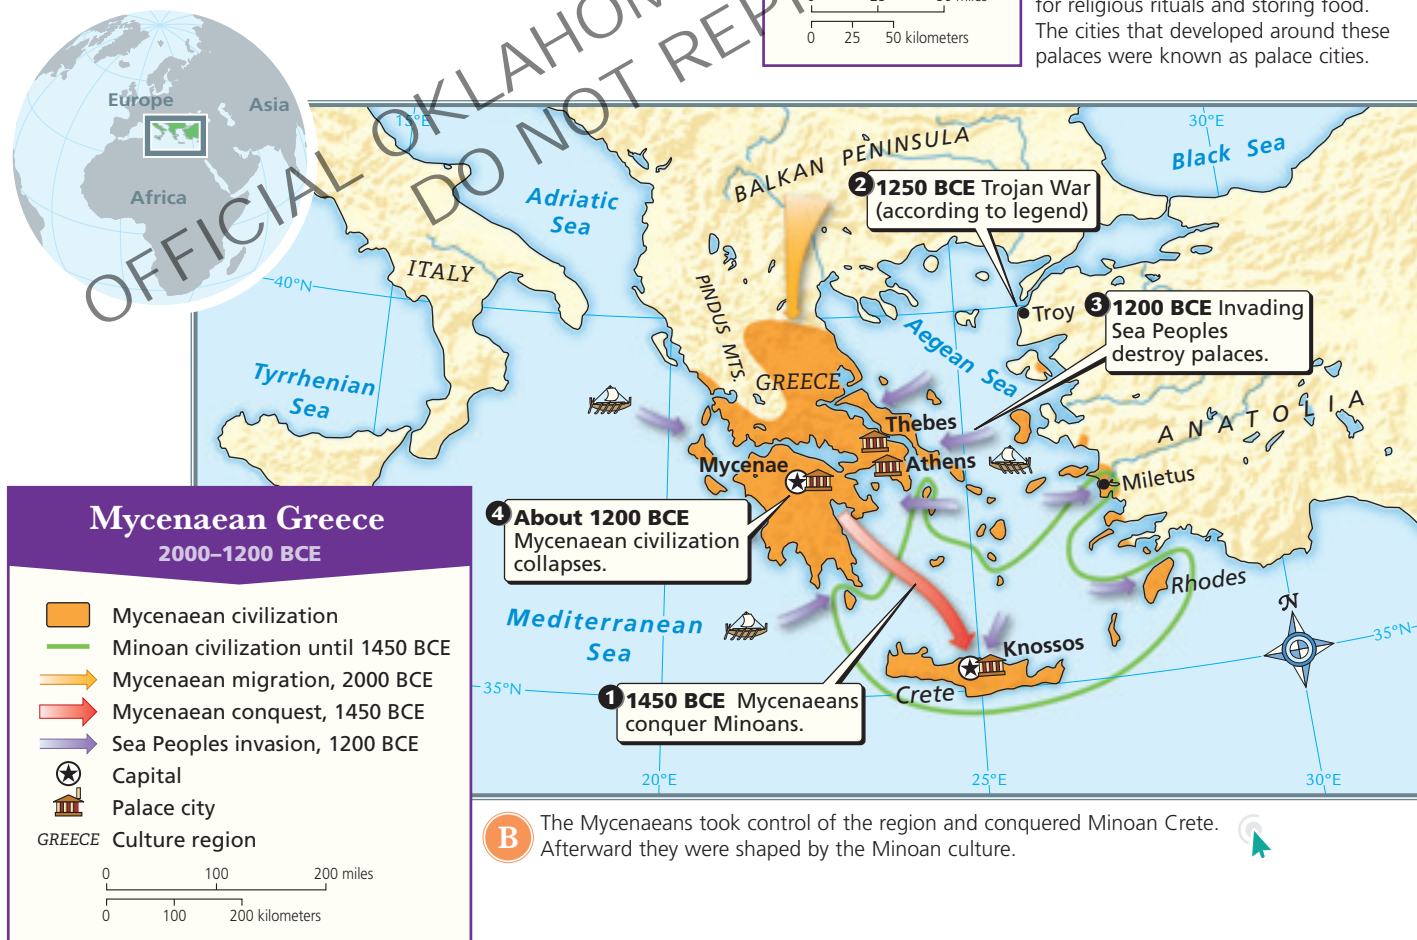 50 miles
0 25 50 kilometers
for religious rituals and storing food.
The cities that developed around these
palaces were known as palace cities.
OFFICIAL OKLAHOM
DO NOT REP
Europe
Asia
Africa
15°E
30°E
Black Sea
BALKAN PENINSULA
Adriatic
Sea
2 1250 BCE Trojan War
(according to legend)
ITALY
40°N
PINDUS MTS.
Troy
3 1200 BCE Invading
Sea Peoples
destroy palaces.
Aegean Sea
Tyrrhenian
Sea
GREECE
ANATOLIA
Thebes
Athens
Mycenae
Miletus
4 About 1200 BCE
Mycenaean civilization
collapses.
Rhodes
Mediterranean
Sea
N
35°N
Knossos
Crete
35°N
1 1450 BCE Mycenaeans
conquer Minoans.
20°E
25°E
30°E
Mycenaean Greece
2000–1200 BCE
Mycenaean civilization
Minoan civilization until 1450 BCE
Mycenaean migration, 2000 BCE
Mycenaean conquest, 1450 BCE
Sea Peoples invasion, 1200 BCE
Capital
Palace city
GREECE Culture region
0 100 200 miles
0 100 200 kilometers
B The Mycenaeans took control of the region and conquered Minoan Crete.
Afterward they were shaped by the Minoan culture.